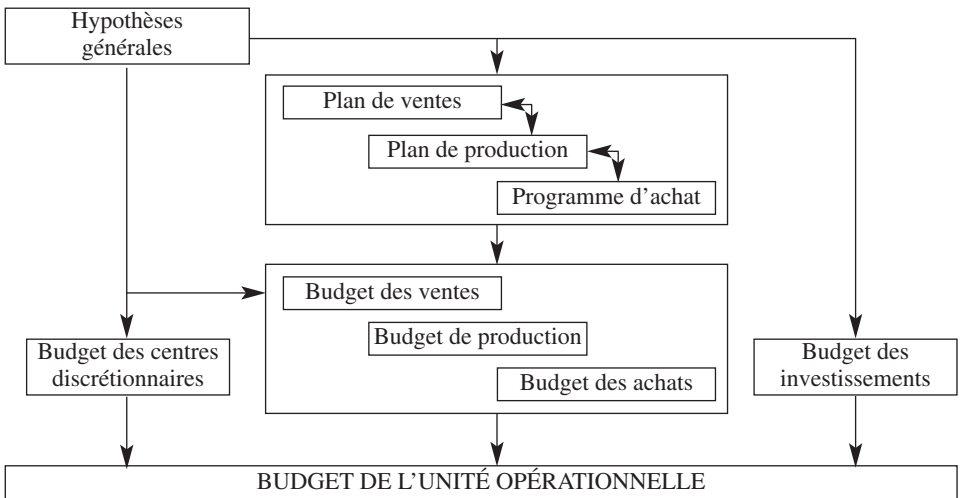 Hypothèses
générales
Plan de ventes
Plan de production
Programme d'achat
Budget des ventes
Budget de production
Budget des achats
Budget des centres
discrétionnaires
Budget des
investissements
BUDGET DE L'UNITÉ OPÉRATIONNELLE